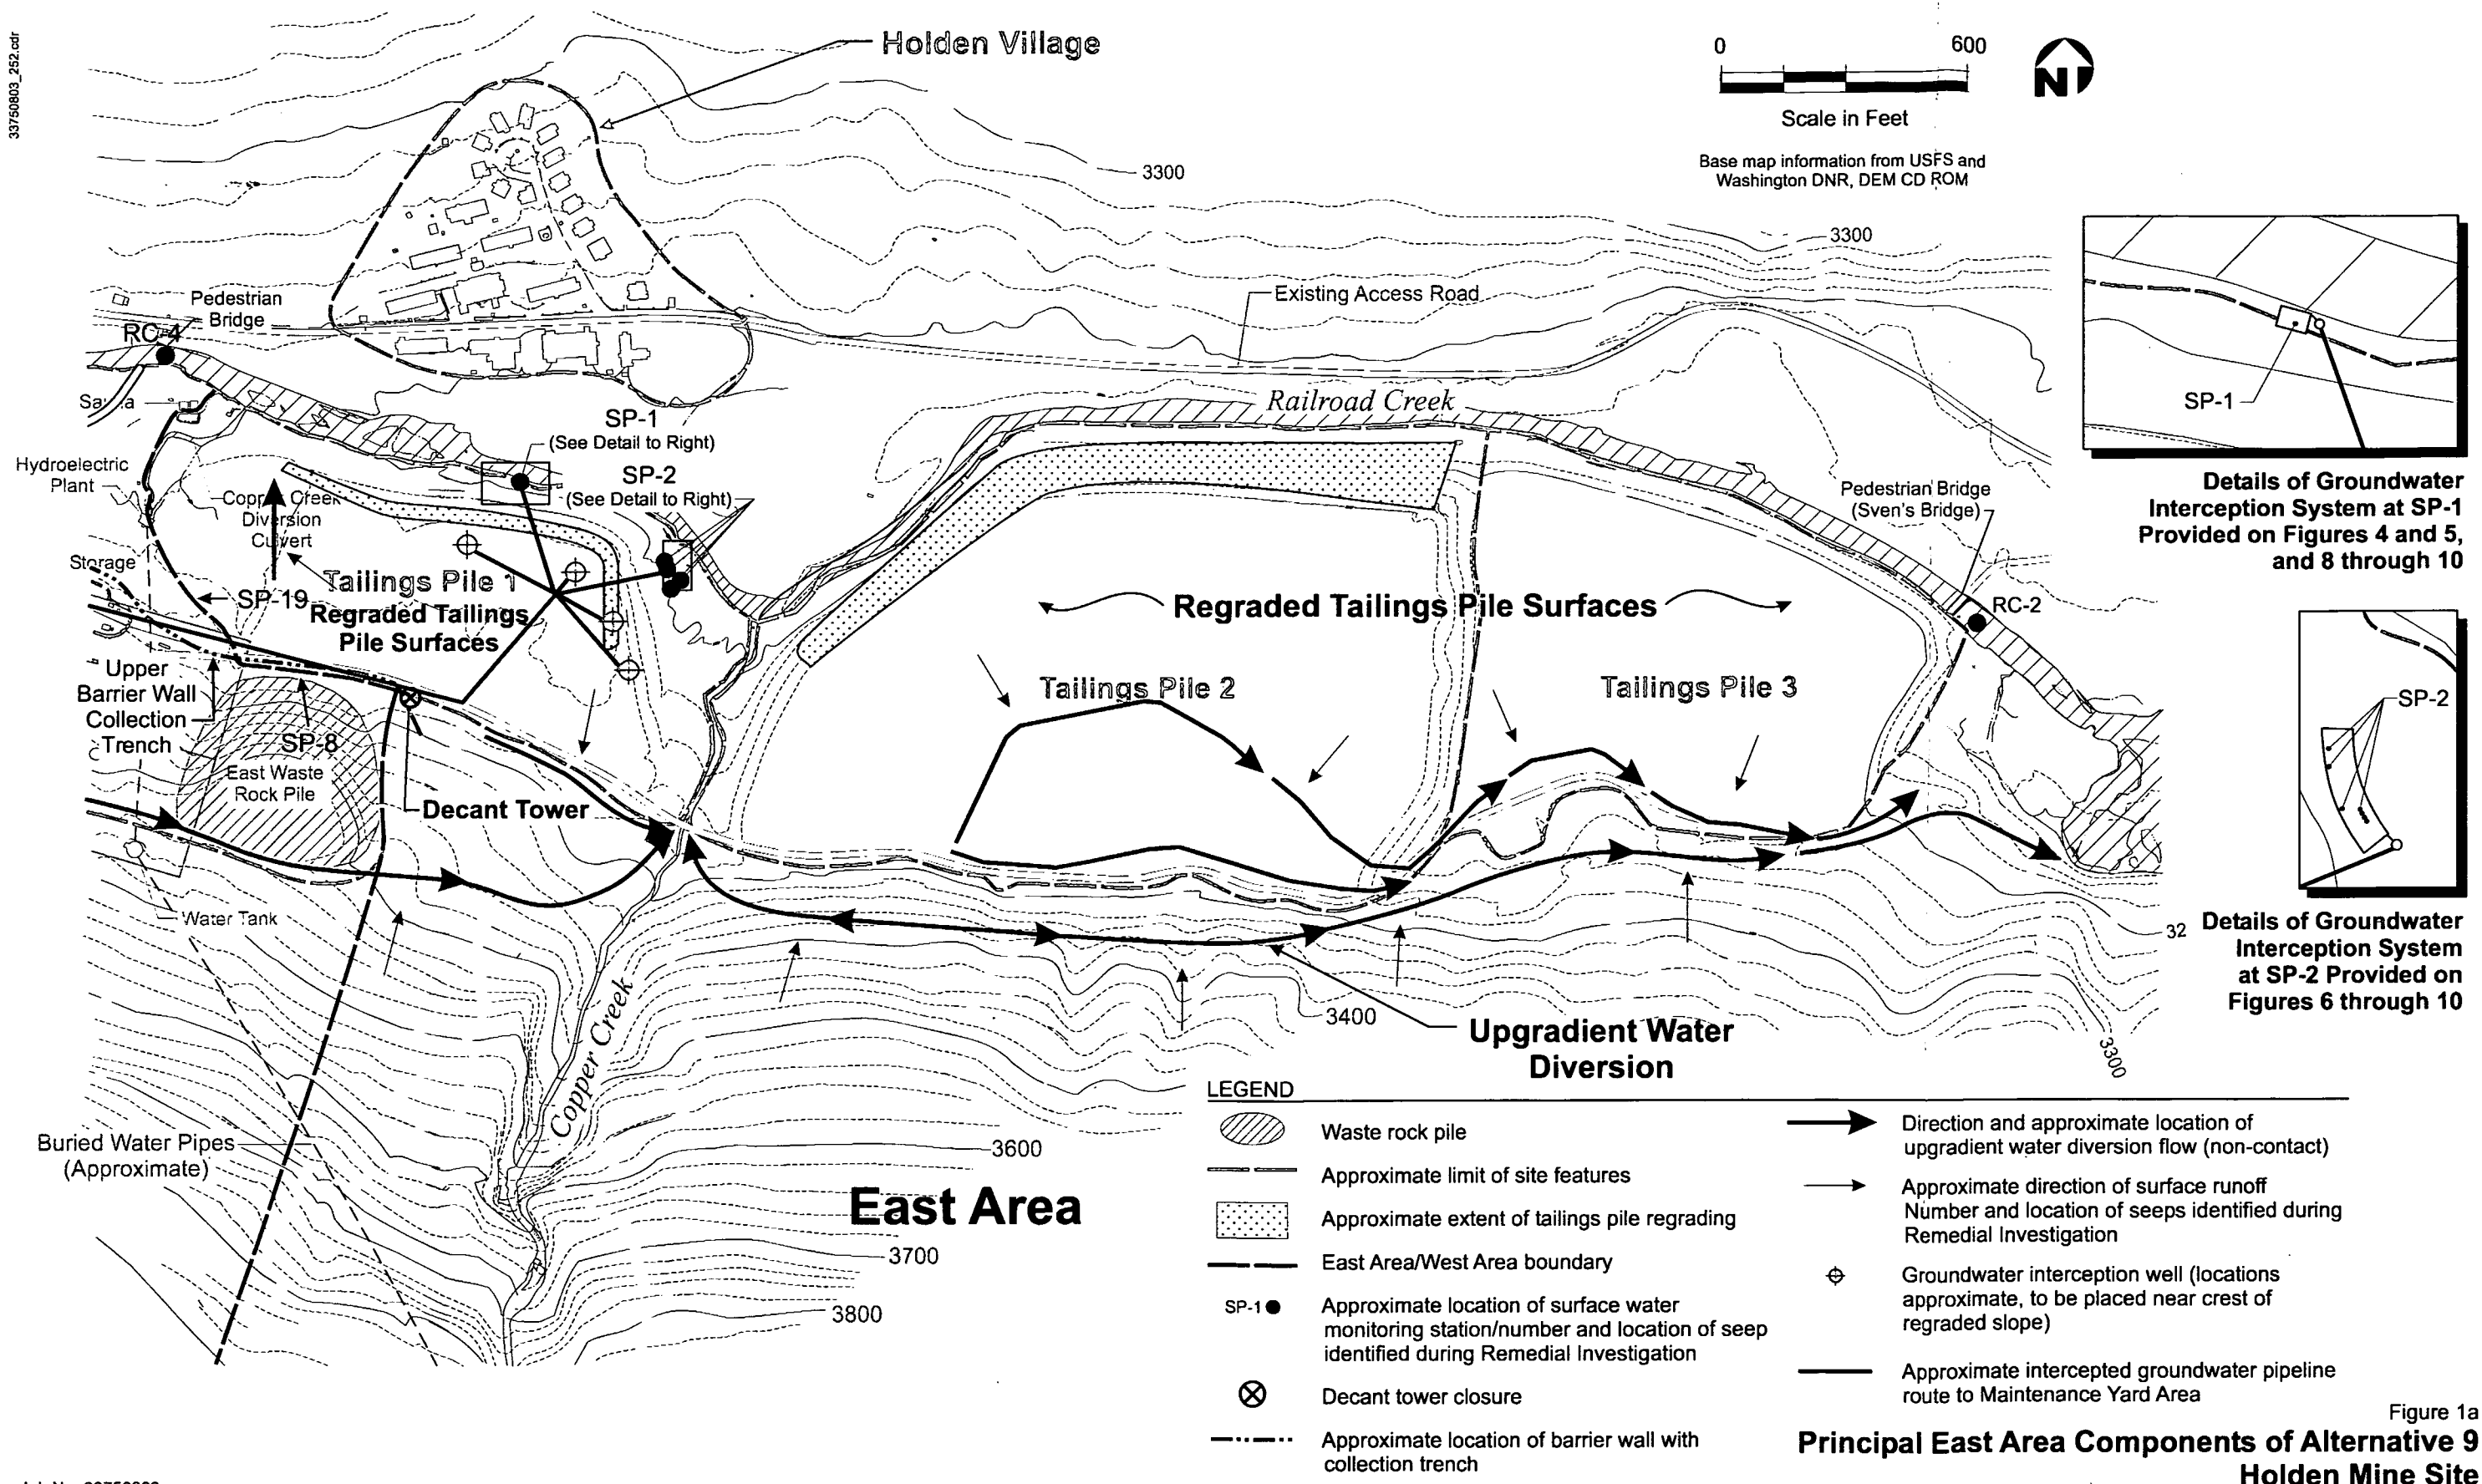 33750803_252.cdr
Holden Village
0 600
N
Scale in Feet
Base map information from USFS and
Washington DNR, DEM CD ROM
3300
3300
Existing Access Road
Pedestrian
Bridge
RC-4
Railroad Creek
SP-1
(See Detail to Right)
SP-2
(See Detail to Right)
Hydroelectric
Plant
Copper Creek
Diversion
Culvert
Storage
SP-19
Tailings Pile 1
Regraded Tailings
Pile Surfaces
Upper
Barrier Wall
Collection
Trench
SP-8
East Waste
Rock Pile
Decant Tower
Water Tank
Regraded Tailings Pile Surfaces
Tailings Pile 2
Tailings Pile 3
Pedestrian Bridge
(Sven's Bridge)
RC-2
SP-1
Details of Groundwater
Interception System at SP-1
Provided on Figures 4 and 5,
and 8 through 10
SP-2
Details of Groundwater
Interception System
at SP-2 Provided on
Figures 6 through 10
32
3300
3400
Upgradient Water
Diversion
Copper Creek
Buried Water Pipes
(Approximate)
3600
East Area
3700
3800
LEGEND
Waste rock pile
Approximate limit of site features
Approximate extent of tailings pile regrading
East Area/West Area boundary
SP-1
Approximate location of surface water
monitoring station/number and location of seep
identified during Remedial Investigation
Decant tower closure
Approximate location of barrier wall with
collection trench
Direction and approximate location of
upgradient water diversion flow (non-contact)
Approximate direction of surface runoff
Number and location of seeps identified during
Remedial Investigation
Groundwater interception well (locations
approximate, to be placed near crest of
regraded slope)
Approximate intercepted groundwater pipeline
route to Maintenance Yard Area
Figure 1a
Principal East Area Components of Alternative 9
Holden Mine Site